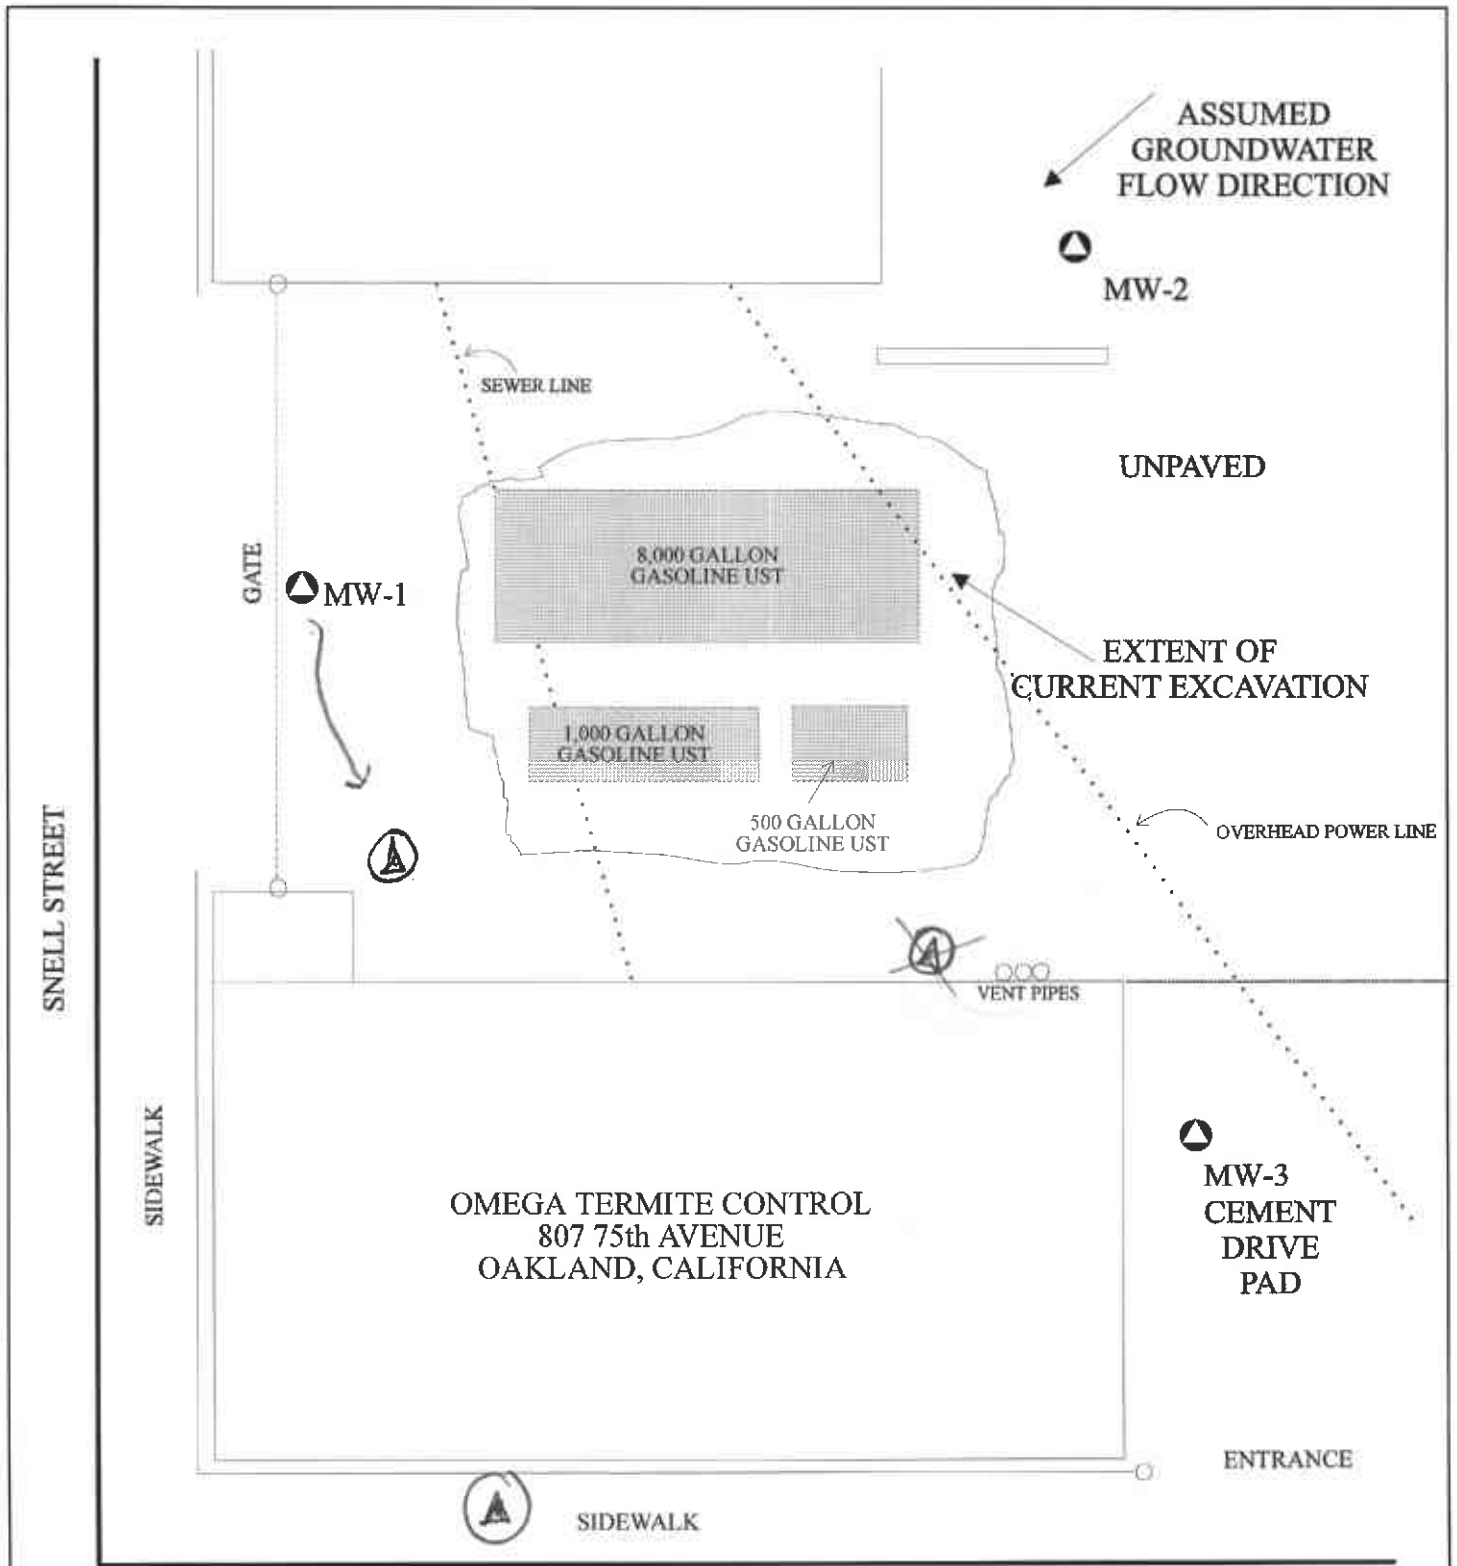 ASSUMED
GROUNDWATER
FLOW DIRECTION
MW-2
SEWER LINE
UNPAVED
8,000 GALLON
GASOLINE UST
GATE
MW-1
EXTENT OF
CURRENT EXCAVATION
1,000 GALLON
GASOLINE UST
500 GALLON
GASOLINE UST
OVERHEAD POWER LINE
SNELL STREET
VENT PIPES
SIDEWALK
MW-3
CEMENT
DRIVE
PAD
OMEGA TERMITE CONTROL
807 75th AVENUE
OAKLAND, CALIFORNIA
ENTRANCE
SIDEWALK